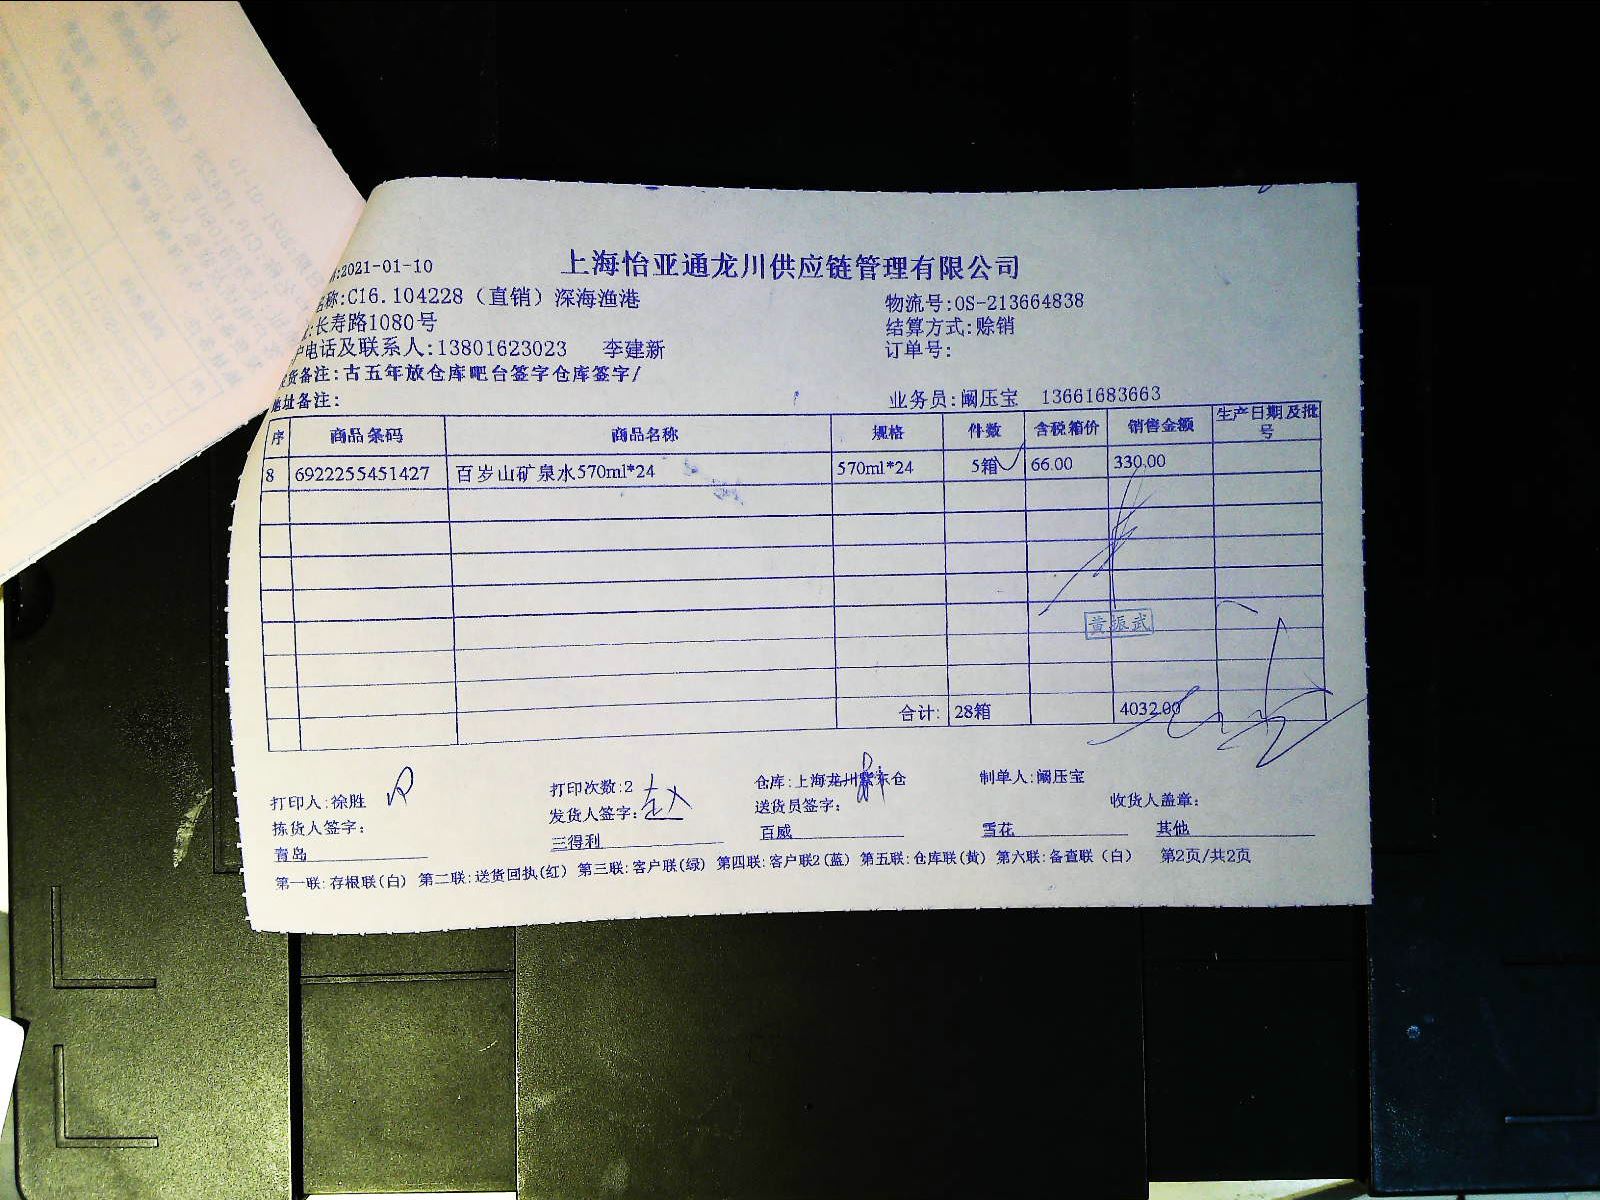 :2021-01-10 上海怡亚通龙川供应链管理有限公司
名称:C16.104228（直销）深海渔港 物流号:OS-213664838
:长寿路1080号 结算方式:赊销
户电话及联系人:13801623023 李建新 订单号:
货备注:古五年放仓库吧台签字仓库签字/
地址备注: 业务员:阚压宝 13661683663
序 商品条码 商品名称 规格 件数 含税箱价 销售金额 生产日期及批号
8 6922255451427 百岁山矿泉水570ml*24 570ml*24 5箱 66.00 330.00
黄振武
合计: 28箱 4032.00
打印人:徐胜 打印次数:2 仓库:上海龙川仓 制单人:阚压宝
拣货人签字: 发货人签字: 送货员签字: 收货人盖章:
青岛 三得利 百威 雪花 其他
第一联:存根联(白) 第二联:送货回执(红) 第三联:客户联(绿) 第四联:客户联2(蓝) 第五联:仓库联(黄) 第六联:备查联（白） 第2页/共2页